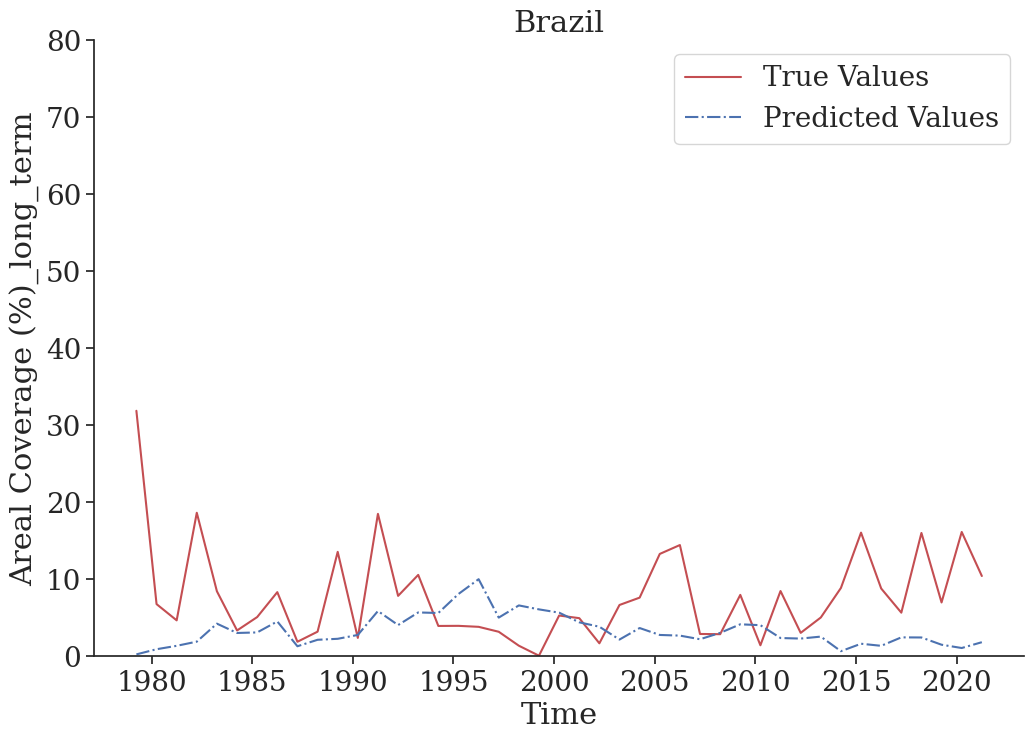 Brazil
True Values
Predicted Values
Areal Coverage (%)_long_term
80
70
60
50
40
30
20
10
0
1980 1985 1990 1995 2000 2005 2010 2015 2020
Time